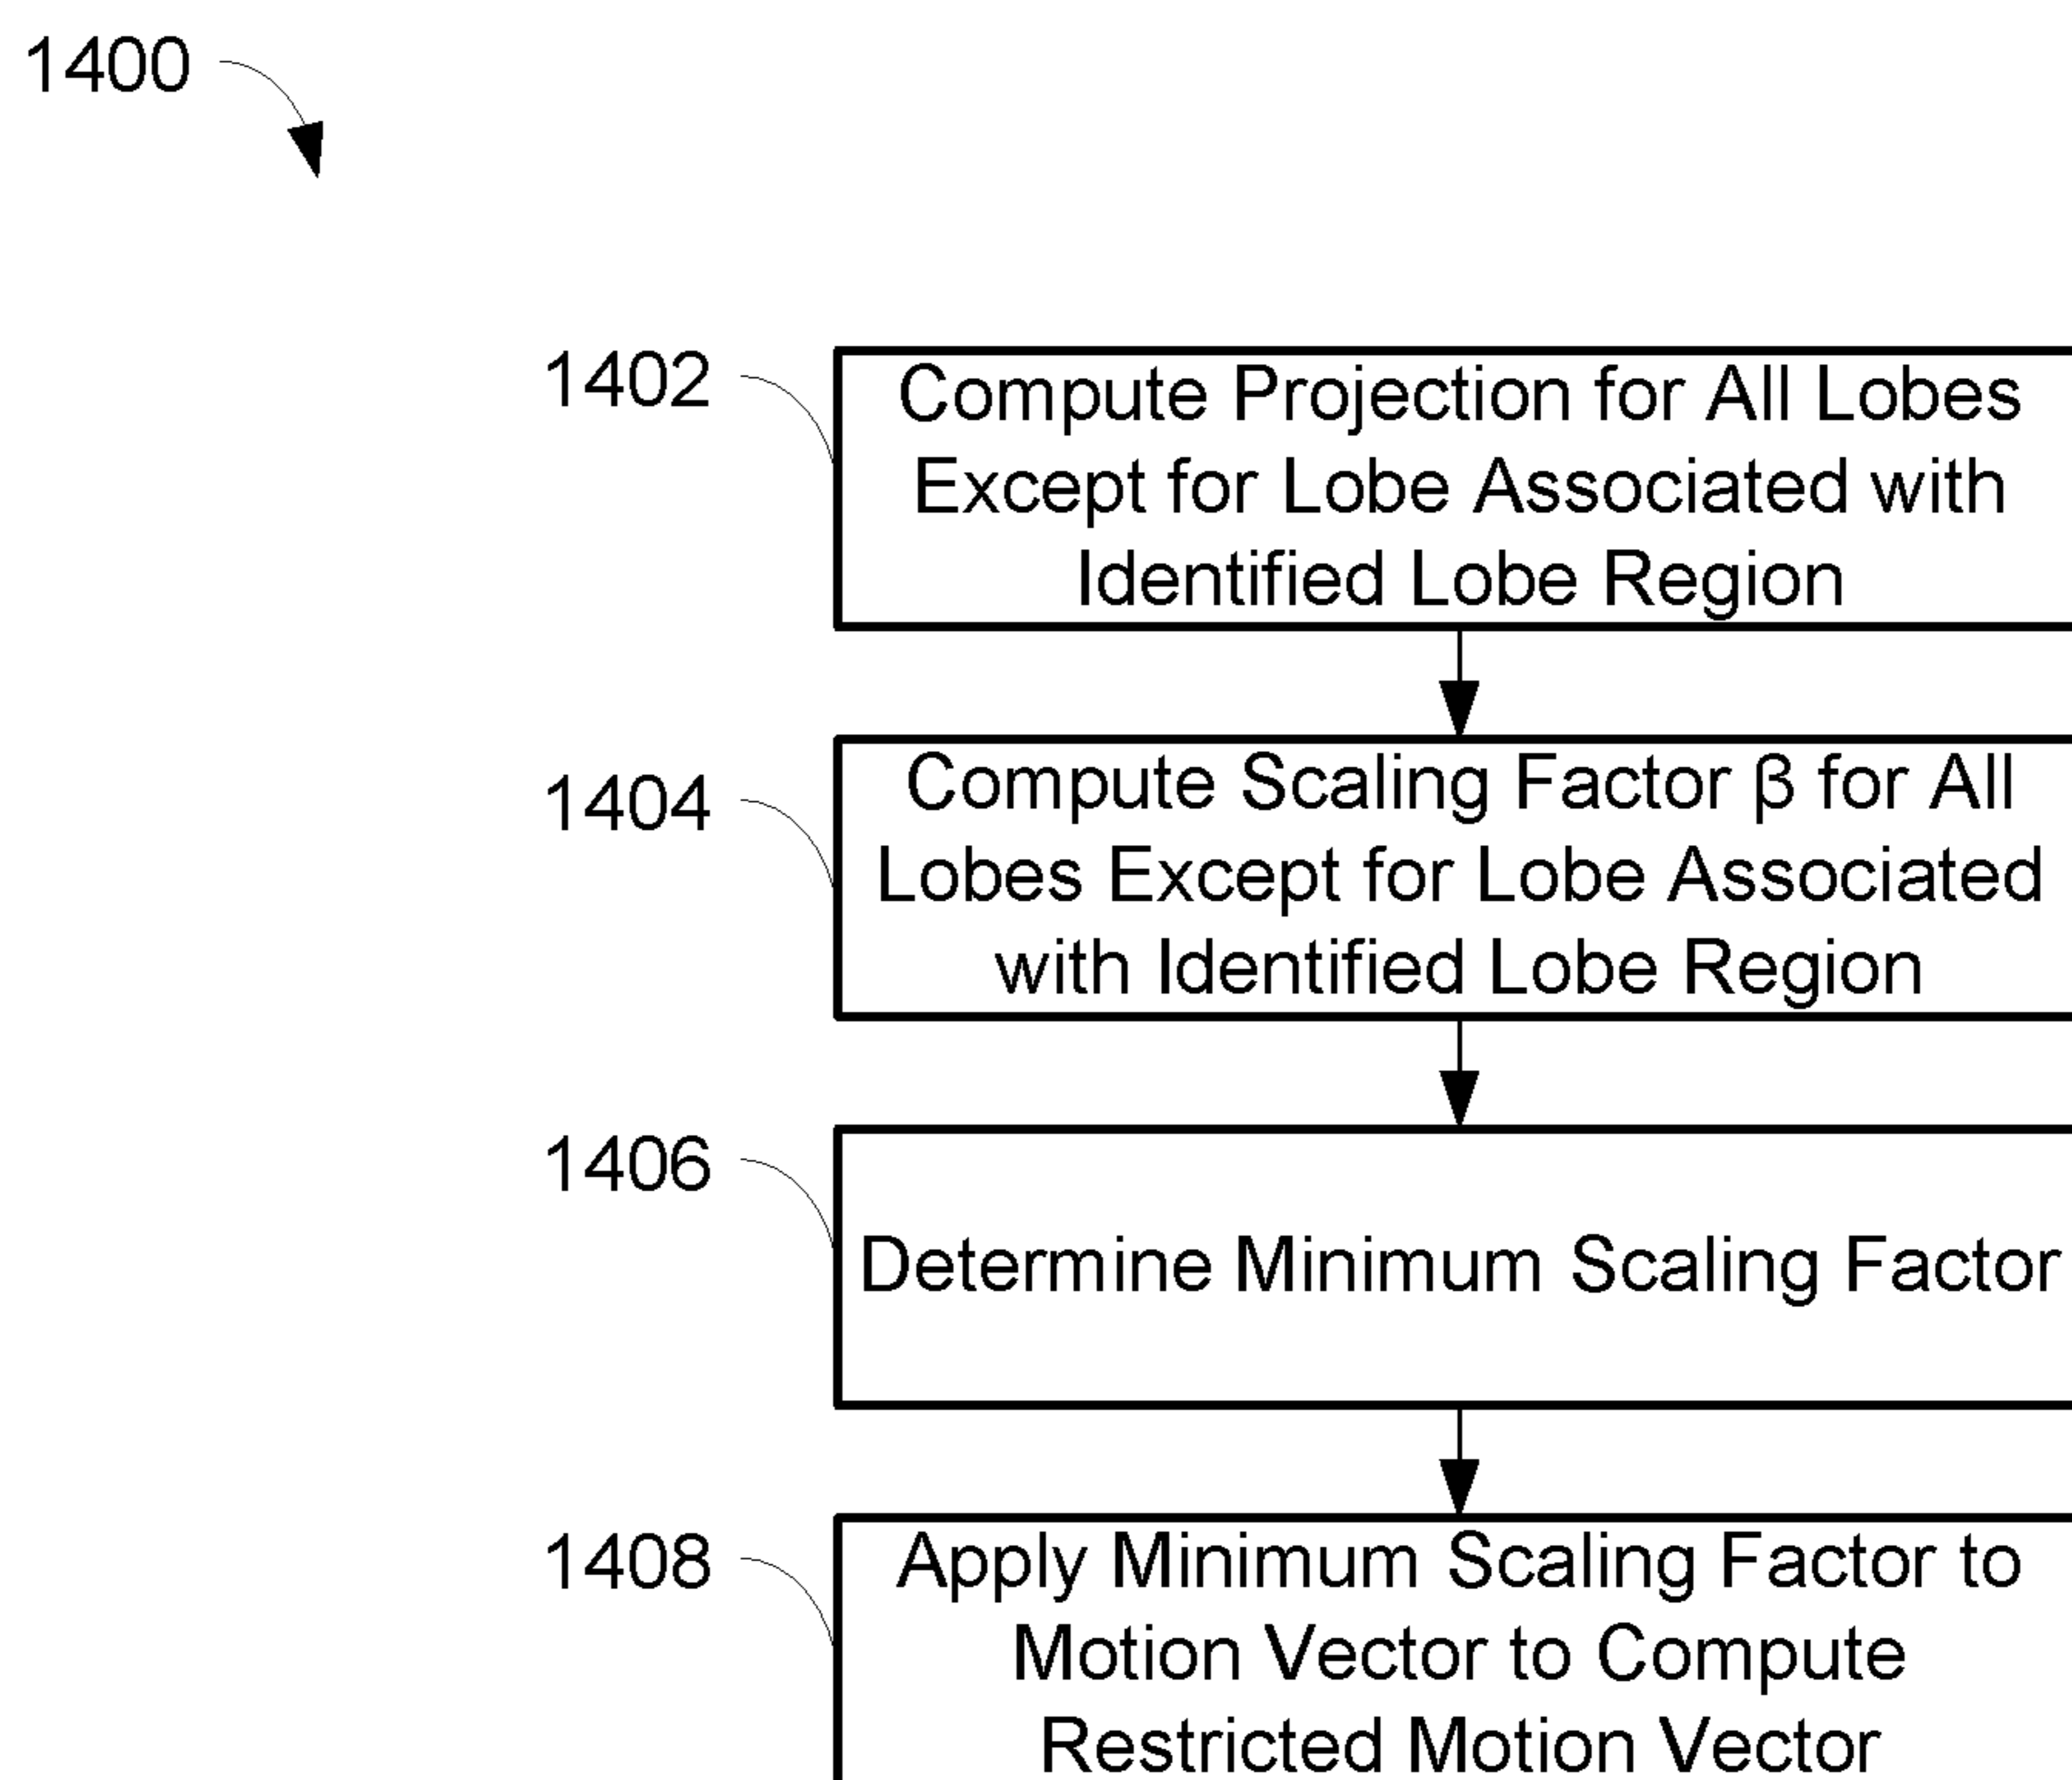 1400
1402
Compute Projection for All Lobes
Except for Lobe Associated with
Identified Lobe Region
1404
Compute Scaling Factor β for All
Lobes Except for Lobe Associated
with Identified Lobe Region
1406
Determine Minimum Scaling Factor
1408
Apply Minimum Scaling Factor to
Motion Vector to Compute
Restricted Motion Vector